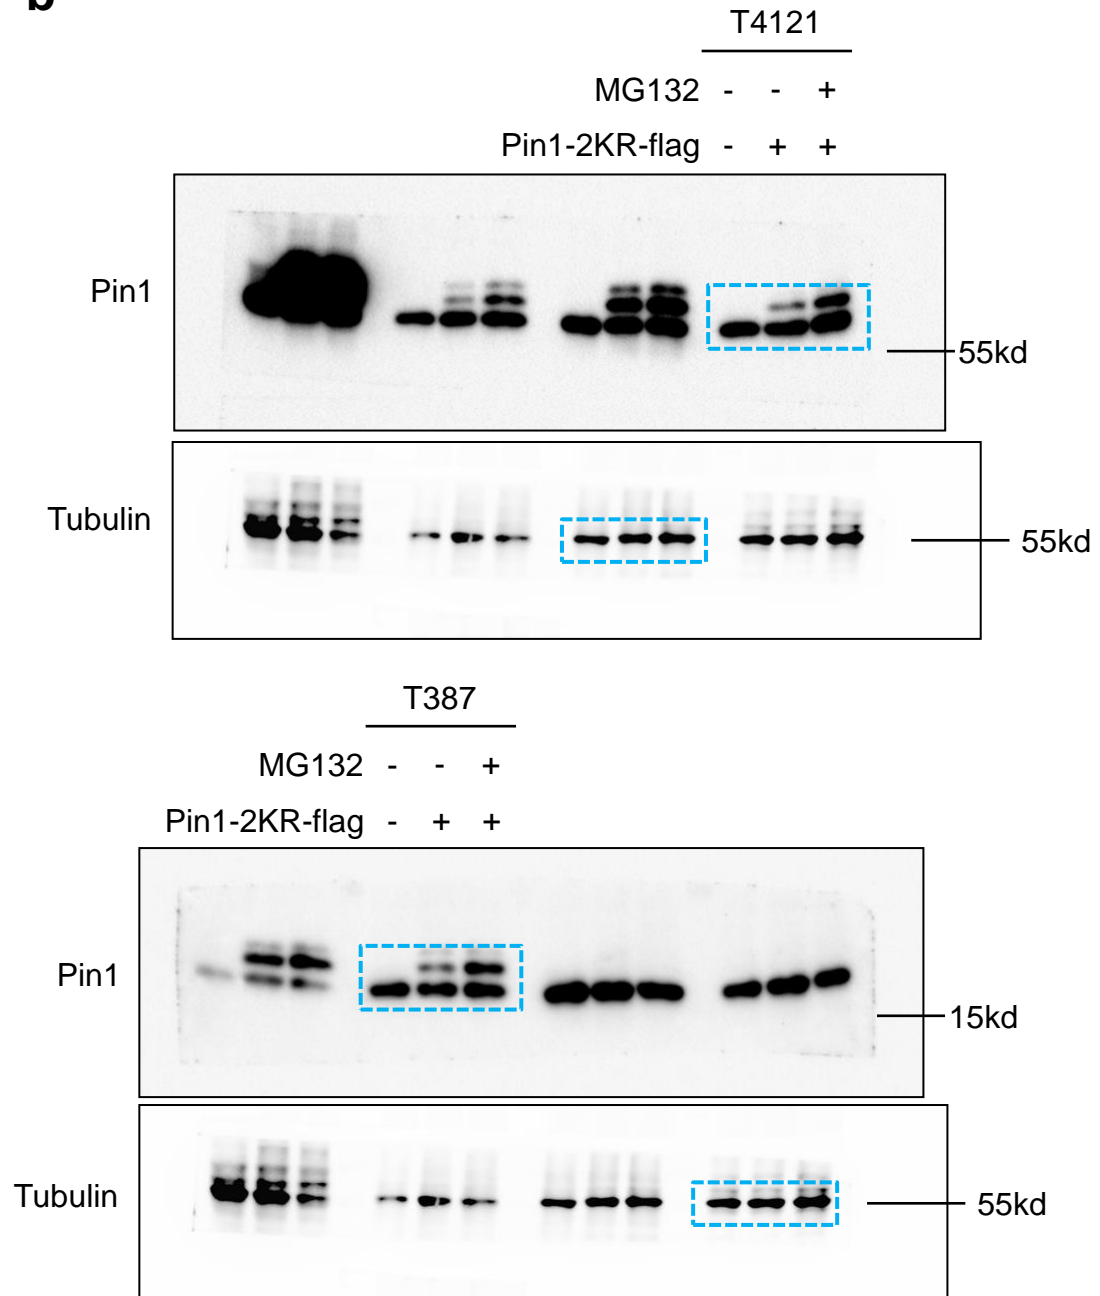 b
T4121
MG132 - - +
Pin1-2KR-flag - + +
Pin1
55kd
Tubulin
55kd
T387
MG132 - - +
Pin1-2KR-flag - + +
Pin1
15kd
Tubulin
55kd